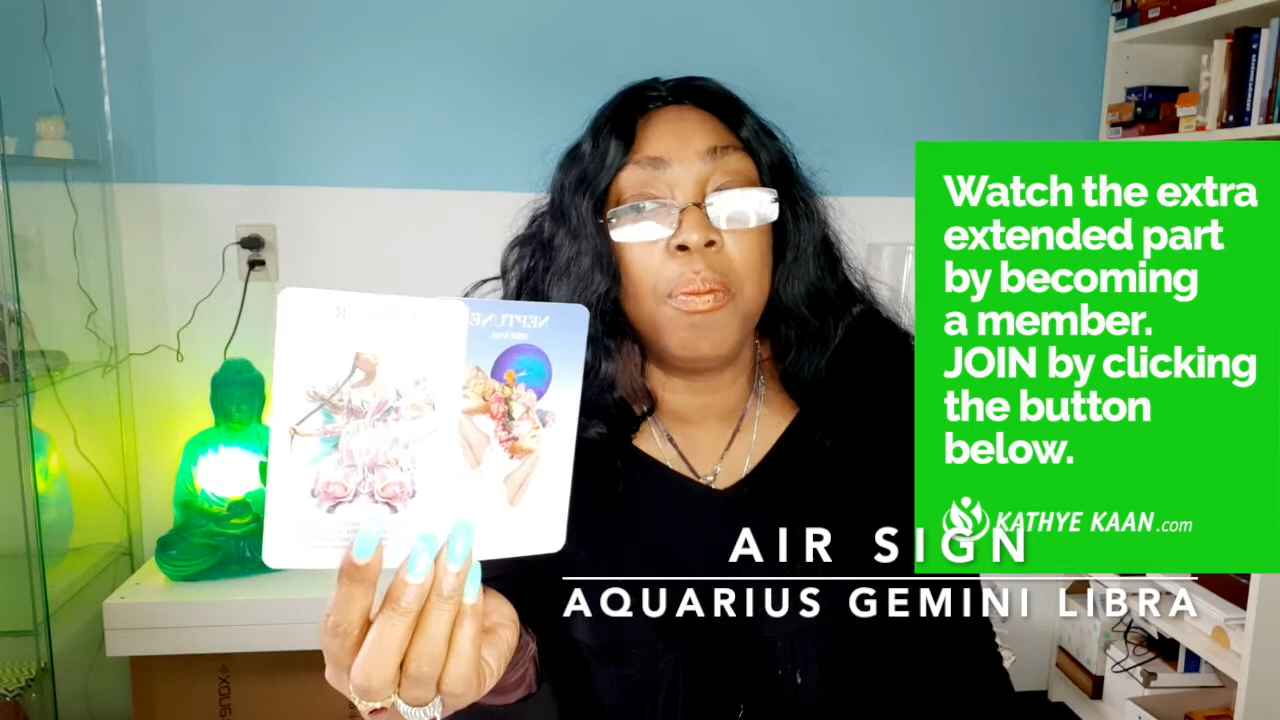 Watch the extra
extended part
by becoming
a member.
JOIN by clicking
the button
below.
KATHYE KAAN.com
AIR SIGN
AQUARIUS GEMINI LIBRA
NEPTUNE
DREAMS